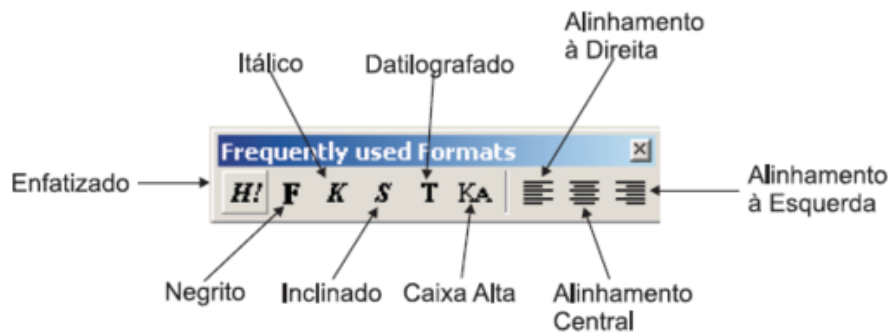 Alinhamento
à Direita
Itálico
Datilografado
Frequently used Formats
Enfatizado
H! F K S T KA
Alinhamento
à Esquerda
Negrito
Inclinado
Caixa Alta
Alinhamento
Central